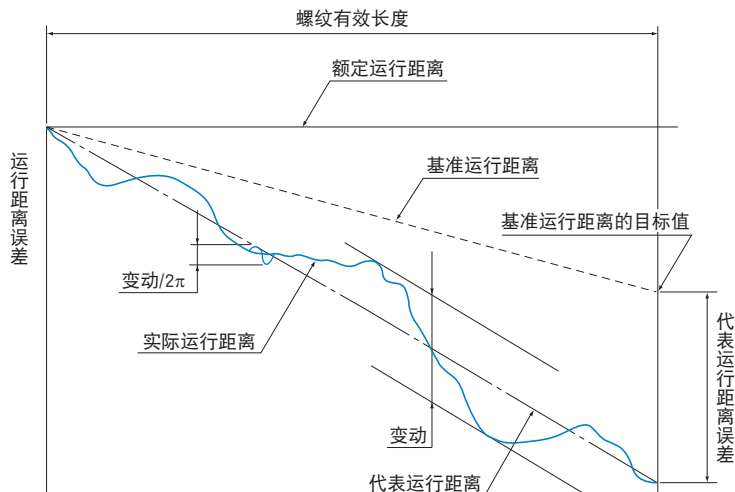 螺纹有效长度
额定运行距离
运行距离误差
基准运行距离
基准运行距离的目标值
变动/2π
实际运行距离
代表运行距离误差
变动
代表运行距离